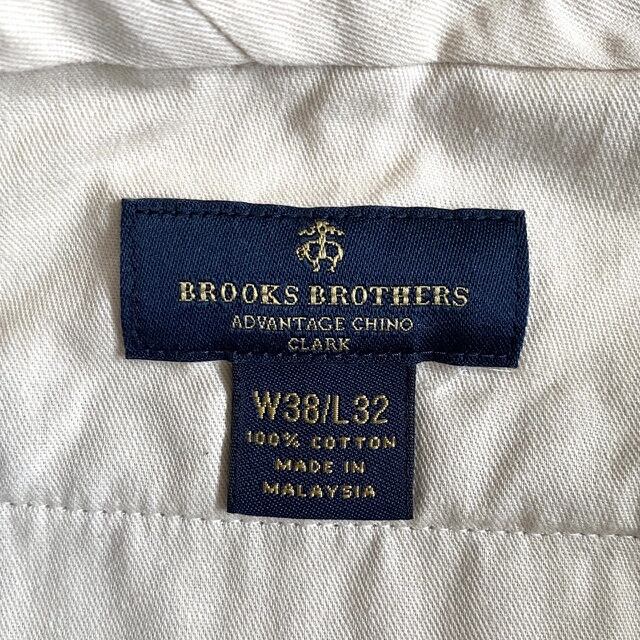 BROOKS BROTHERS
ADVANTAGE CHINO
CLARK
W38/L32
100% COTTON
MADE IN
MALAYSIA